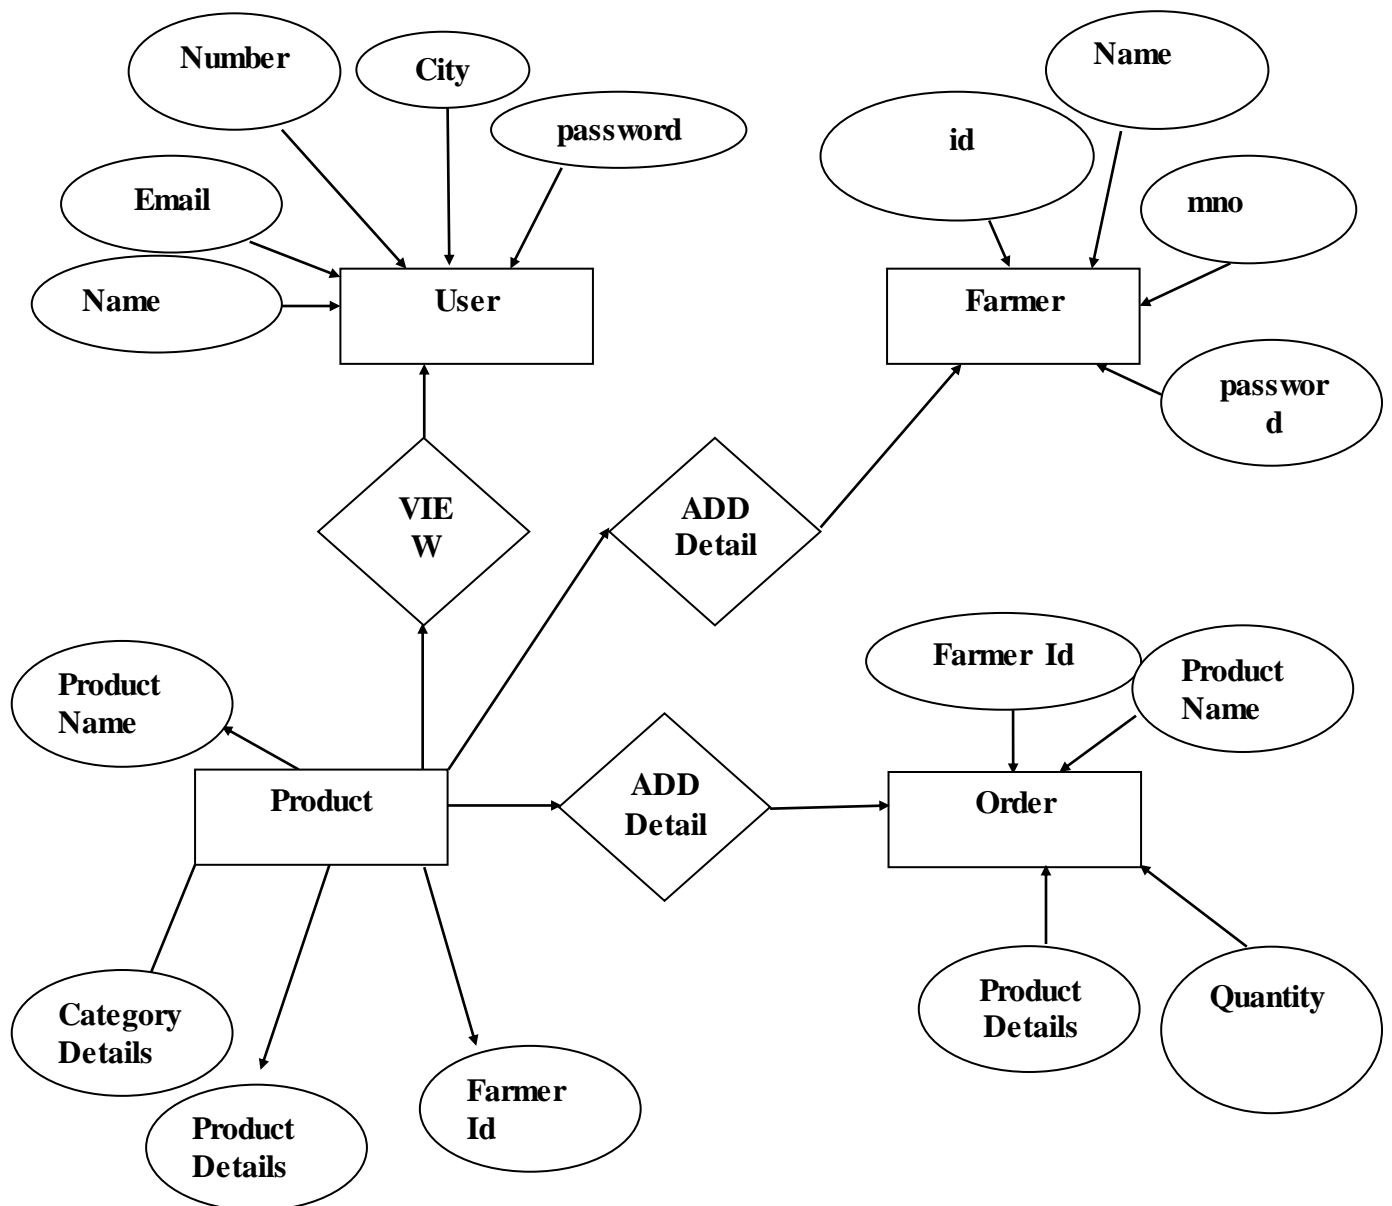 Number
City
password
Email
Name
User
Name
id
mno
Farmer
passwor
d
VIE
W
ADD
Detail
Product
Name
Farmer Id
Product
Name
Product
ADD
Detail
Order
Category
Details
Product
Details
Farmer
Id
Product
Details
Quantity